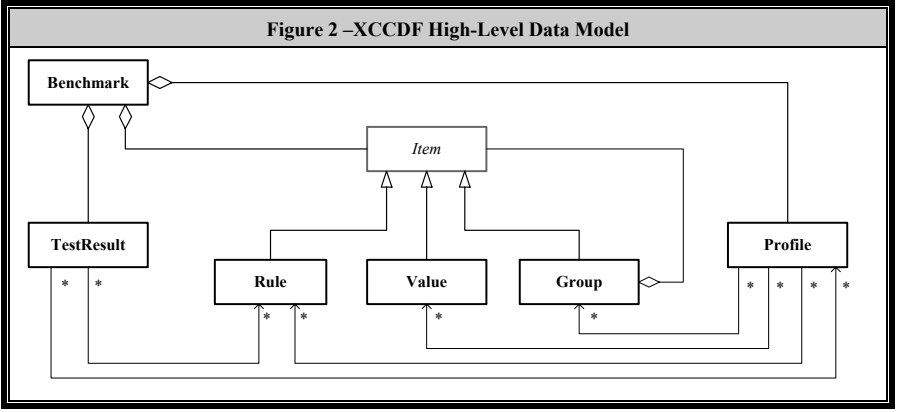 Figure 2 –XCCDF High-Level Data Model
Benchmark
Item
TestResult
Profile
Rule
Value
Group
* *
* * * *
* * * *